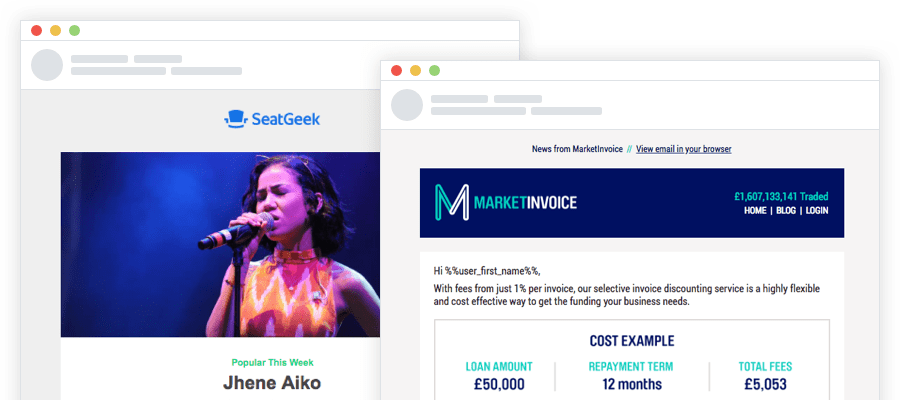 SeatGeek
Popular This Week
Jhene Aiko
News from MarketInvoice // View email in your browser
MARKETINVOICE
£1,607,133,141 Traded
HOME | BLOG | LOGIN
Hi %%user_first_name%%,
With fees from just 1% per invoice, our selective invoice discounting service is a highly flexible
and cost effective way to get the funding your business needs.
COST EXAMPLE
LOAN AMOUNT
£50,000
REPAYMENT TERM
12 months
TOTAL FEES
£5,053